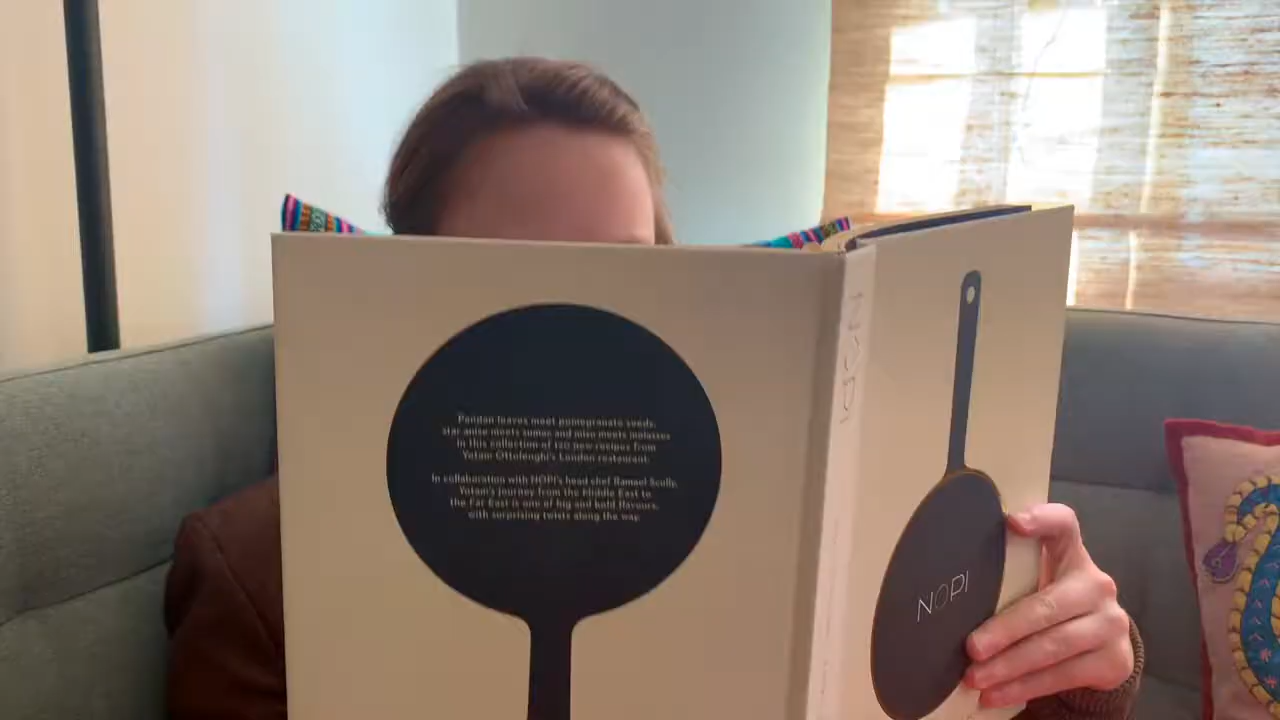 Pandan leaves meet pomegranate seeds,
star anise meets sumac and miso meets molasses
in this collection of 120 new recipes from
Yotam Ottolenghi's London restaurant.
In collaboration with NOPI's head chef Ramael Scully,
Yotam's journey from the Middle East to
the Far East is one of big and bold flavours,
with surprising twists along the way.
NOPI
NOPI